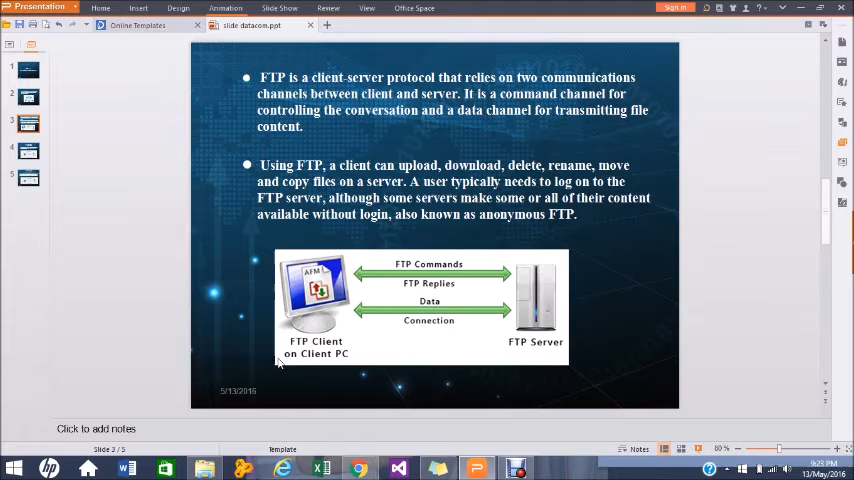 Presentation
Home
Insert
Design
Animation
Slide Show
Review
View
Office Space
Sign in
Online Templates
slide datacom.ppt
1
2
3
4
5
FTP is a client-server protocol that relies on two communications
channels between client and server. It is a command channel for
controlling the conversation and a data channel for transmitting file
content.
Using FTP, a client can upload, download, delete, rename, move
and copy files on a server. A user typically needs to log on to the
FTP server, although some servers make some or all of their content
available without login, also known as anonymous FTP.
AFM
FTP Commands
FTP Replies
Data
Connection
FTP Client
on Client PC
FTP Server
5/13/2016
Click to add notes
Slide 3 / 5
Template
Notes
80 %
9:23 PM
13/May/2016